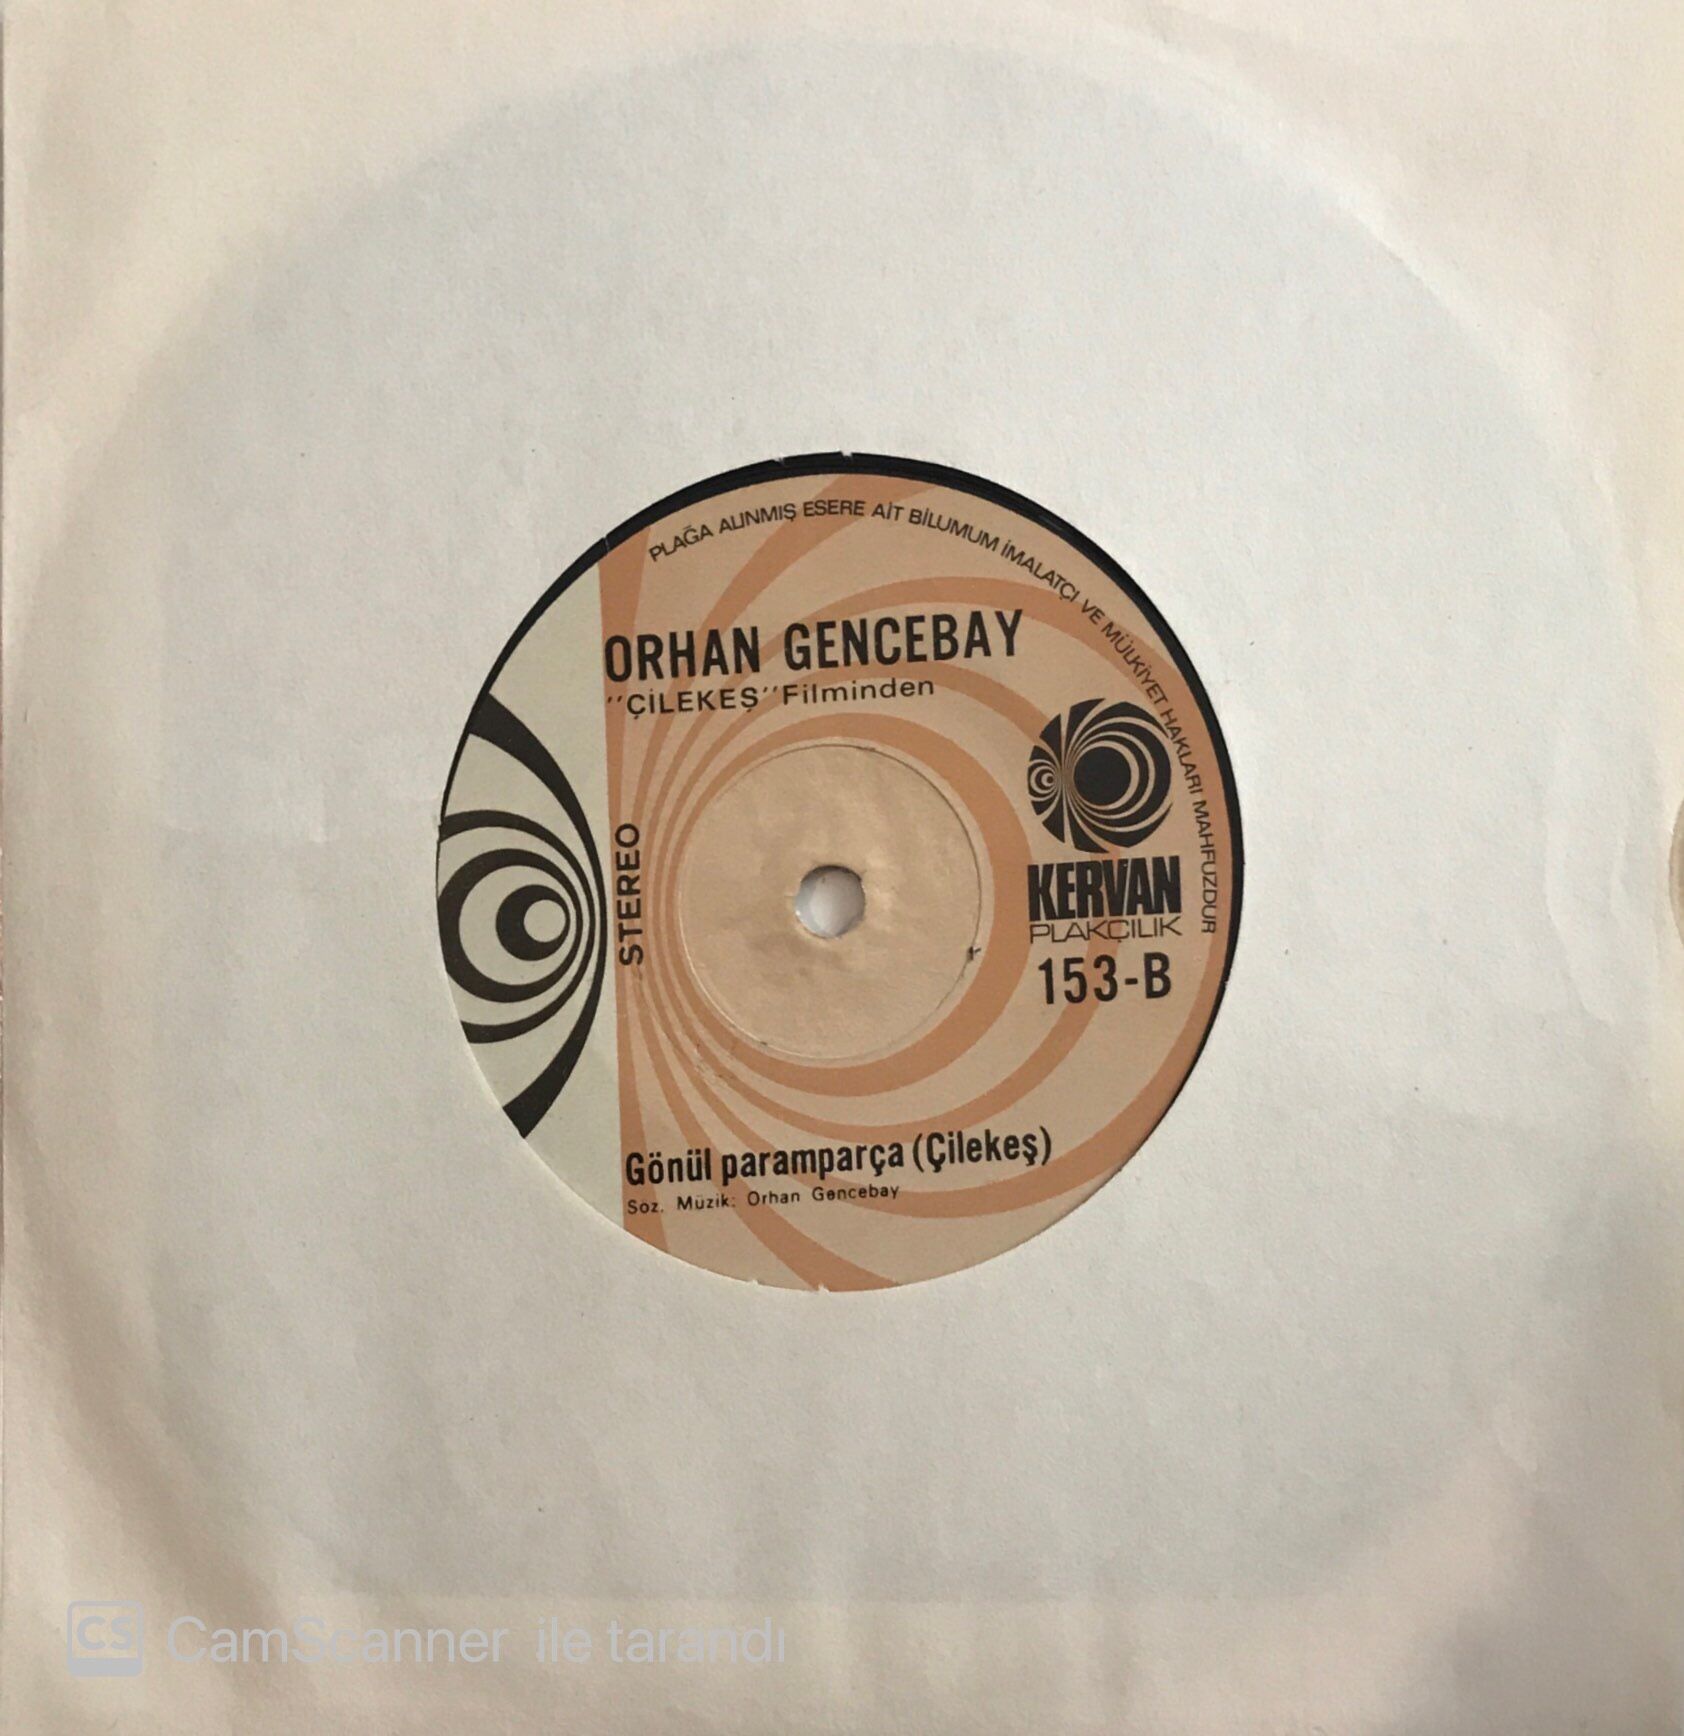 PLAĞA ALINMIŞ ESERE AİT BİLUMUM İMALATÇI VE MÜLKİYET HAKLARI MAHFUZDUR
ORHAN GENCEBAY
"ÇİLEKEŞ" Filminden
STEREO
KERVAN
PLAKÇILIK
153-B
Gönül paramparça (Çilekeş)
Soz. Müzik: Orhan Gencebay
CS CamScanner ile tarandı